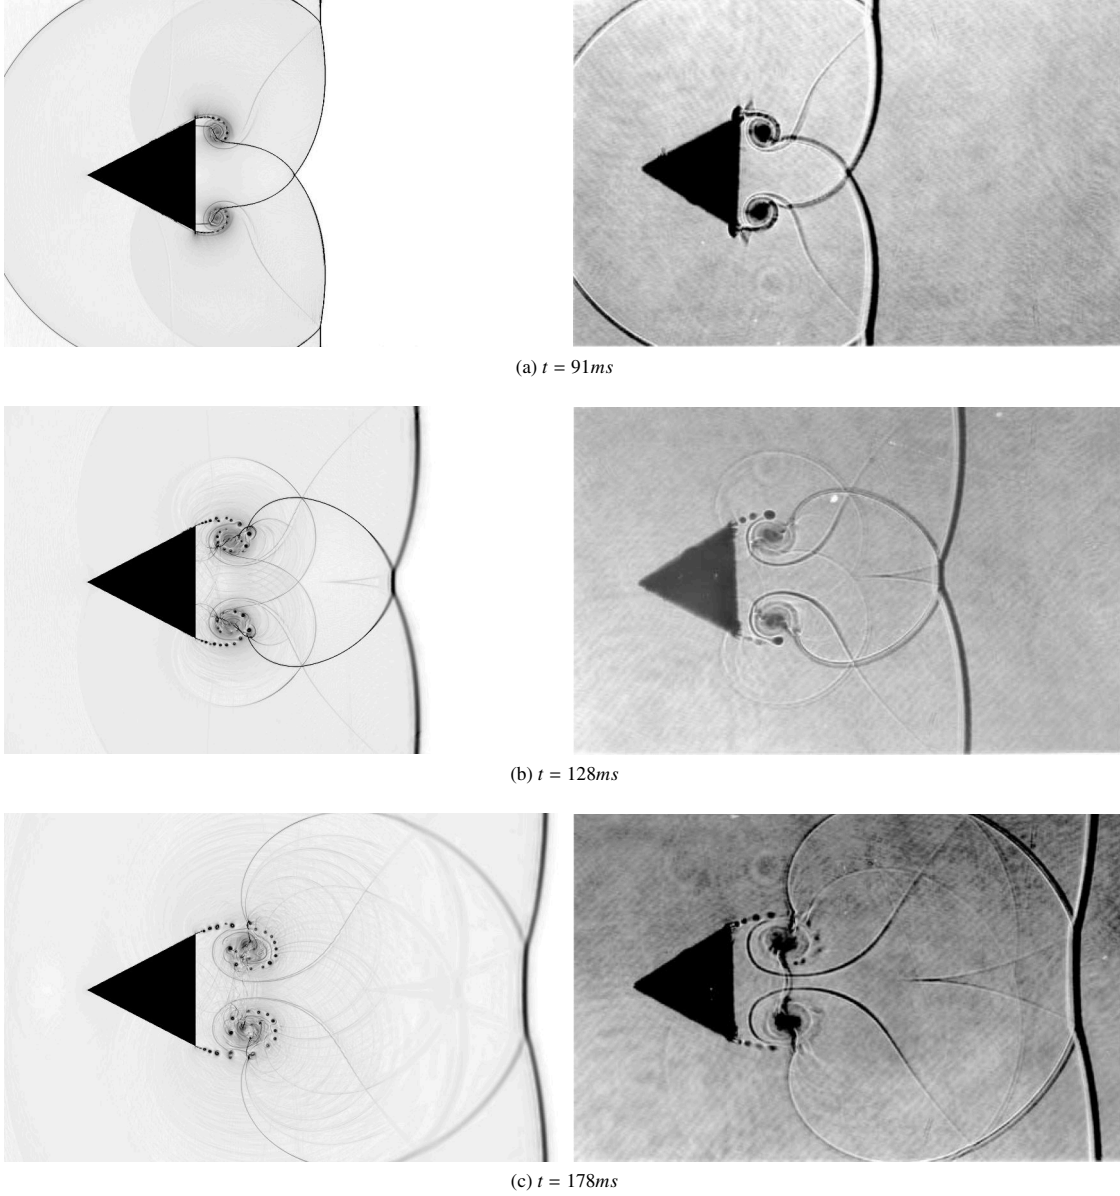 (a) t = 91ms
(b) t = 128ms
(c) t = 178ms